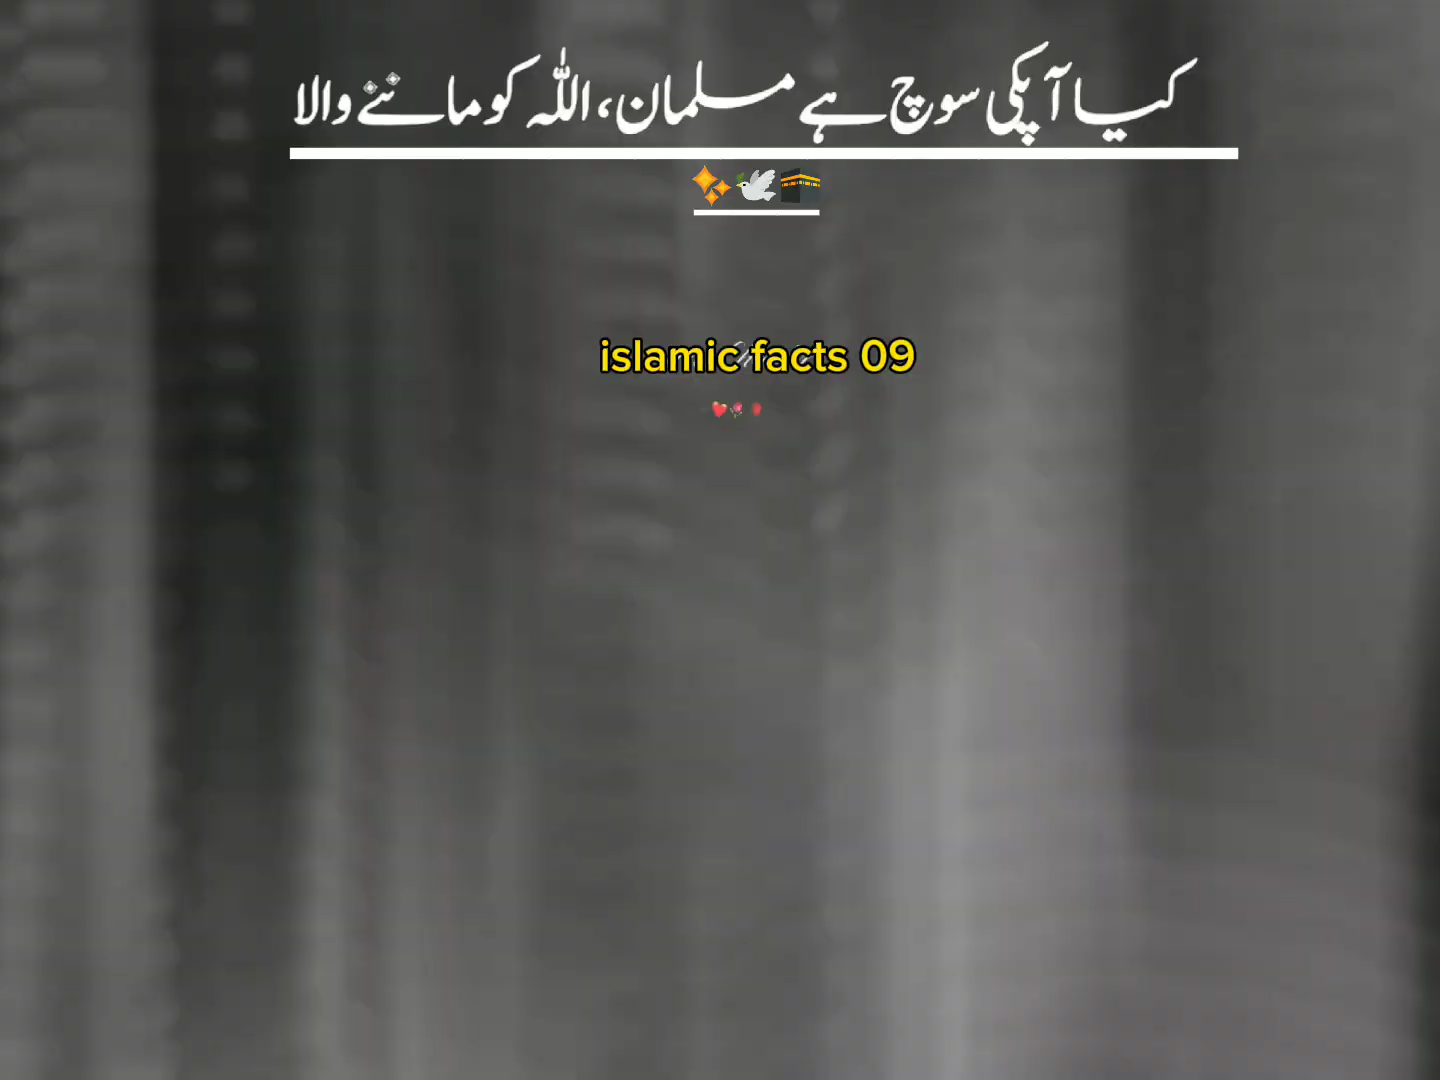 کیا آپکی سوچ ہے مسلمان، اللہ کو ماننے والا
✨🕊️🕋
islamic facts 09
❤️🌹🌹